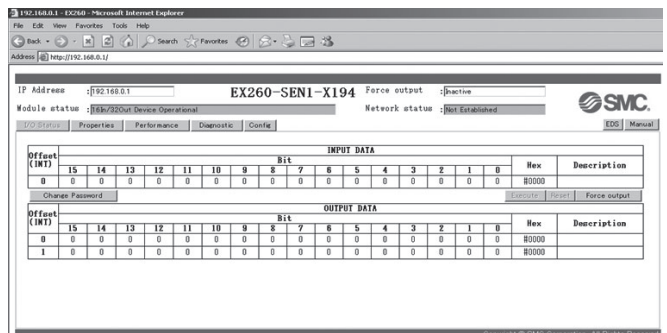 192.168.0.1 - EX260 - Microsoft Internet Explorer
File Edit View Favorites Tools Help
Back Search Favorites
Address http://192.168.0.1/
IP Address :192.168.0.1 EX260-SEN1-X194 Force output :Inactive
Module status :16In/32Out Device Operational Network status :Not Established
SMC.
I/O Status Properties Performance Diagnostic Config EDS Manual
INPUT DATA
Offset (INT) Bit Hex Description
15 14 13 12 11 10 9 8 7 6 5 4 3 2 1 0
0 0 0 0 0 0 0 0 0 0 0 0 0 0 0 0 0 #0000
Change Password Execute Reset Force output
OUTPUT DATA
Offset (INT) Bit Hex Description
15 14 13 12 11 10 9 8 7 6 5 4 3 2 1 0
0 0 0 0 0 0 0 0 0 0 0 0 0 0 0 0 0 #0000
1 0 0 0 0 0 0 0 0 0 0 0 0 0 0 0 0 #0000